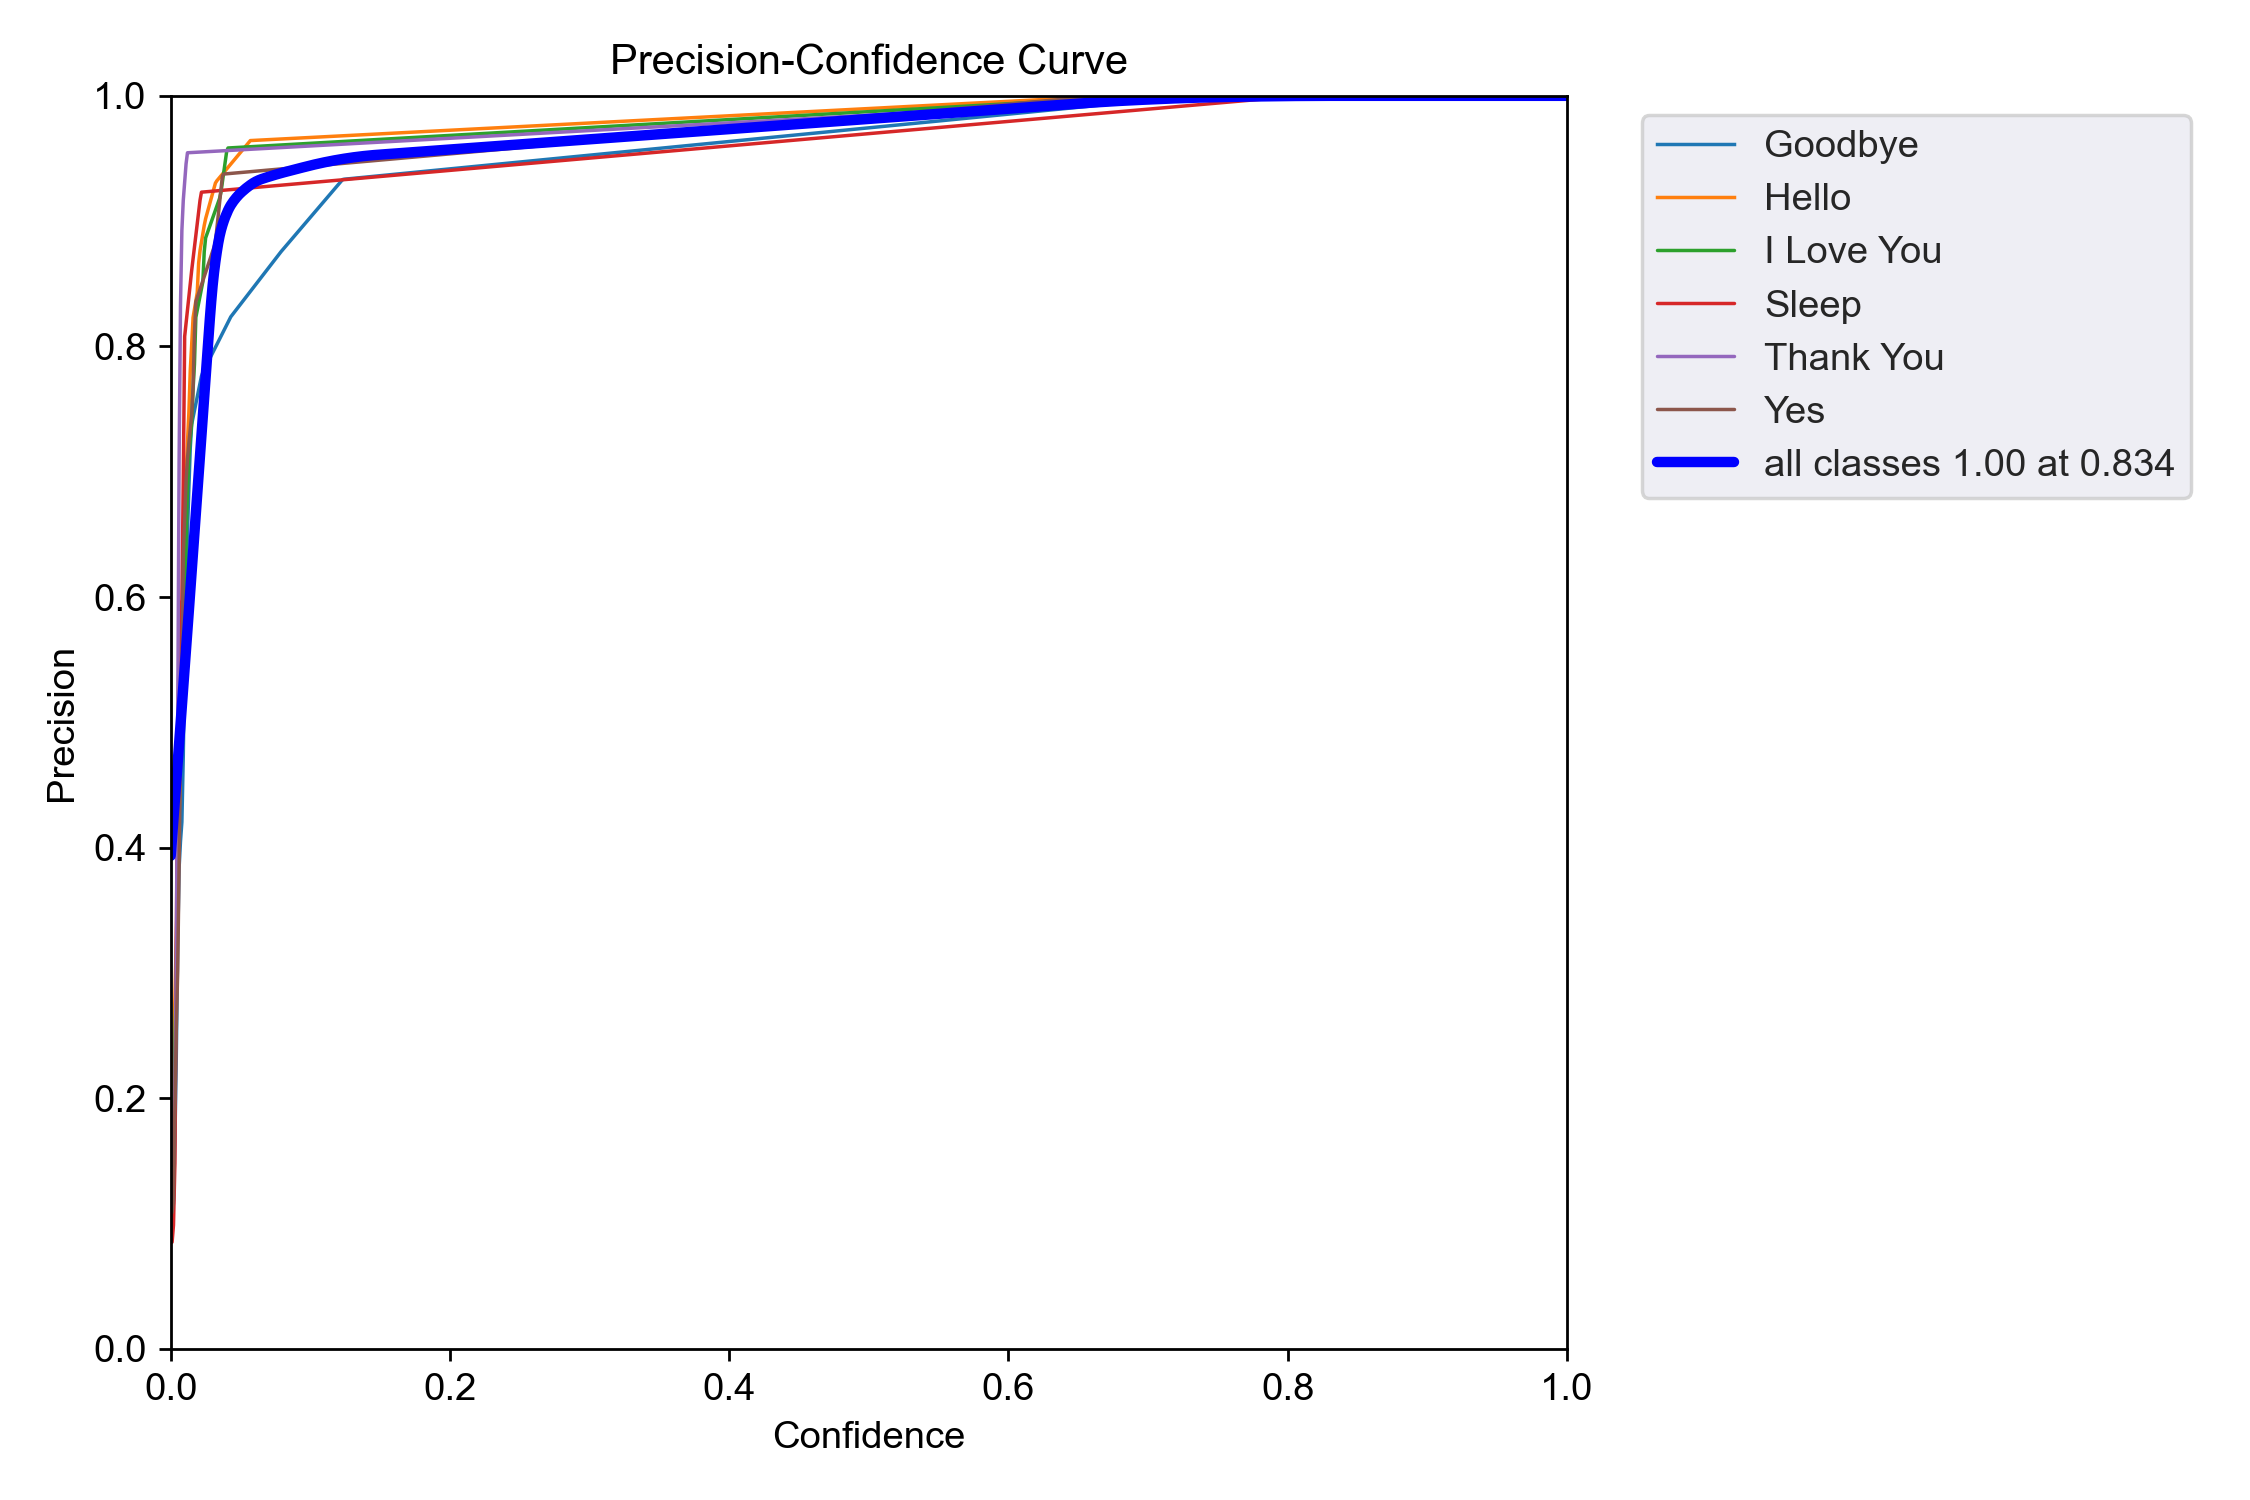 Precision-Confidence Curve
1.0
0.8
0.6
0.4
0.2
0.0
Precision
0.0 0.2 0.4 0.6 0.8 1.0
Confidence
Goodbye
Hello
I Love You
Sleep
Thank You
Yes
all classes 1.00 at 0.834